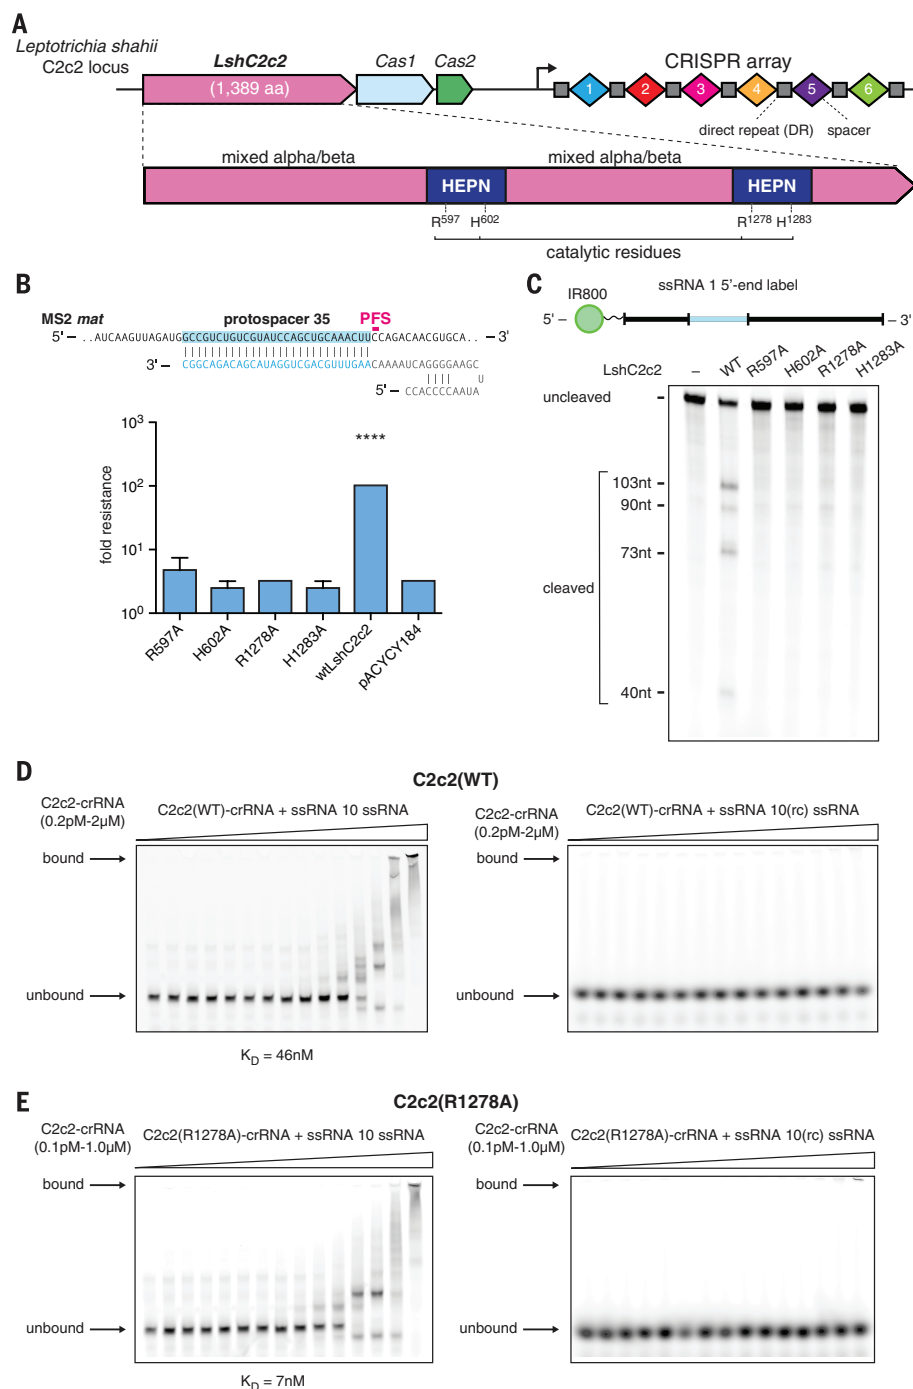 A
Leptotrichia shahii
C2c2 locus
LshC2c2
Cas1
Cas2
CRISPR array
(1,389 aa)
1 2 3 4 5 6
direct repeat (DR)
spacer
mixed alpha/beta
mixed alpha/beta
HEPN
HEPN
R597 H602
R1278 H1283
catalytic residues
B
MS2 mat
protospacer 35
PFS
5' – ..AUCAAGUUAGAUGGCCGUCUGUCGUAUCCAGCUGCAAACUUCCAGACAACGUGCA.. – 3'
3' – CGGCAGACAGCAUAGGUCGACGUUUGAACAAAAUCAGGGGAAGC
U
5' – CCACCCCAAUA
fold resistance
10³
10²
10¹
10⁰
****
R597A
H602A
R1278A
H1283A
wtLshC2c2
pACYCY184
C
IR800
ssRNA 1 5'-end label
5' –
– 3'
LshC2c2
–
WT
R597A
H602A
R1278A
H1283A
uncleaved
103nt
90nt
73nt
cleaved
40nt
D
C2c2(WT)
C2c2-crRNA
(0.2pM-2µM)
C2c2(WT)-crRNA + ssRNA 10 ssRNA
bound
unbound
K_D = 46nM
C2c2-crRNA
(0.2pM-2µM)
C2c2(WT)-crRNA + ssRNA 10(rc) ssRNA
bound
unbound
E
C2c2(R1278A)
C2c2-crRNA
(0.1pM-1.0µM)
C2c2(R1278A)-crRNA + ssRNA 10 ssRNA
bound
unbound
K_D = 7nM
C2c2-crRNA
(0.1pM-1.0µM)
C2c2(R1278A)-crRNA + ssRNA 10(rc) ssRNA
bound
unbound